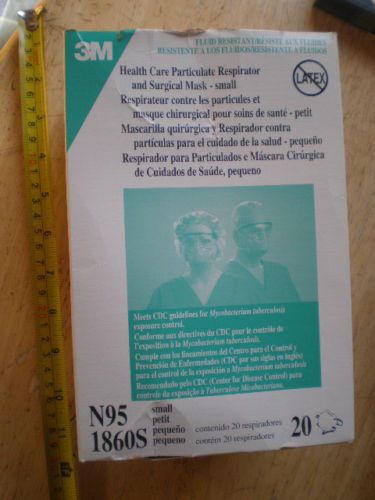 3M
FLUID RESISTANT/RÉSISTE AUX FLUIDES
RESISTENTE A LOS FLUIDOS/RESISTENTE A FLUIDOS
Health Care Particulate Respirator
and Surgical Mask - small
LATEX
Respirateur contre les particules et
masque chirurgical pour soins de santé - petit
Mascarilla quirúrgica y Respirador contra
partículas para el cuidado de la salud - pequeño
Respirador para Particulados e Máscara Cirúrgica
de Cuidados de Saúde, pequeno
Meets CDC guidelines for Mycobacterium tuberculosis
exposure control.
Conforme aux directives du CDC pour le contrôle de
l'exposition à la Mycobacterium tuberculosis.
Cumple con los lineamientos del Centro para el Control y
Prevención de Enfermedades (CDC por sus siglas en inglés)
para el control de la exposición a Mycobacterium tuberculosis
Recomendado pelo CDC (Center for Disease Control) para
controle da exposição à Tuberculose Micobacteriano.
N95
1860S
small
petit
pequeño
pequeno
contenido 20 respiradores
contém 20 respiradores
20